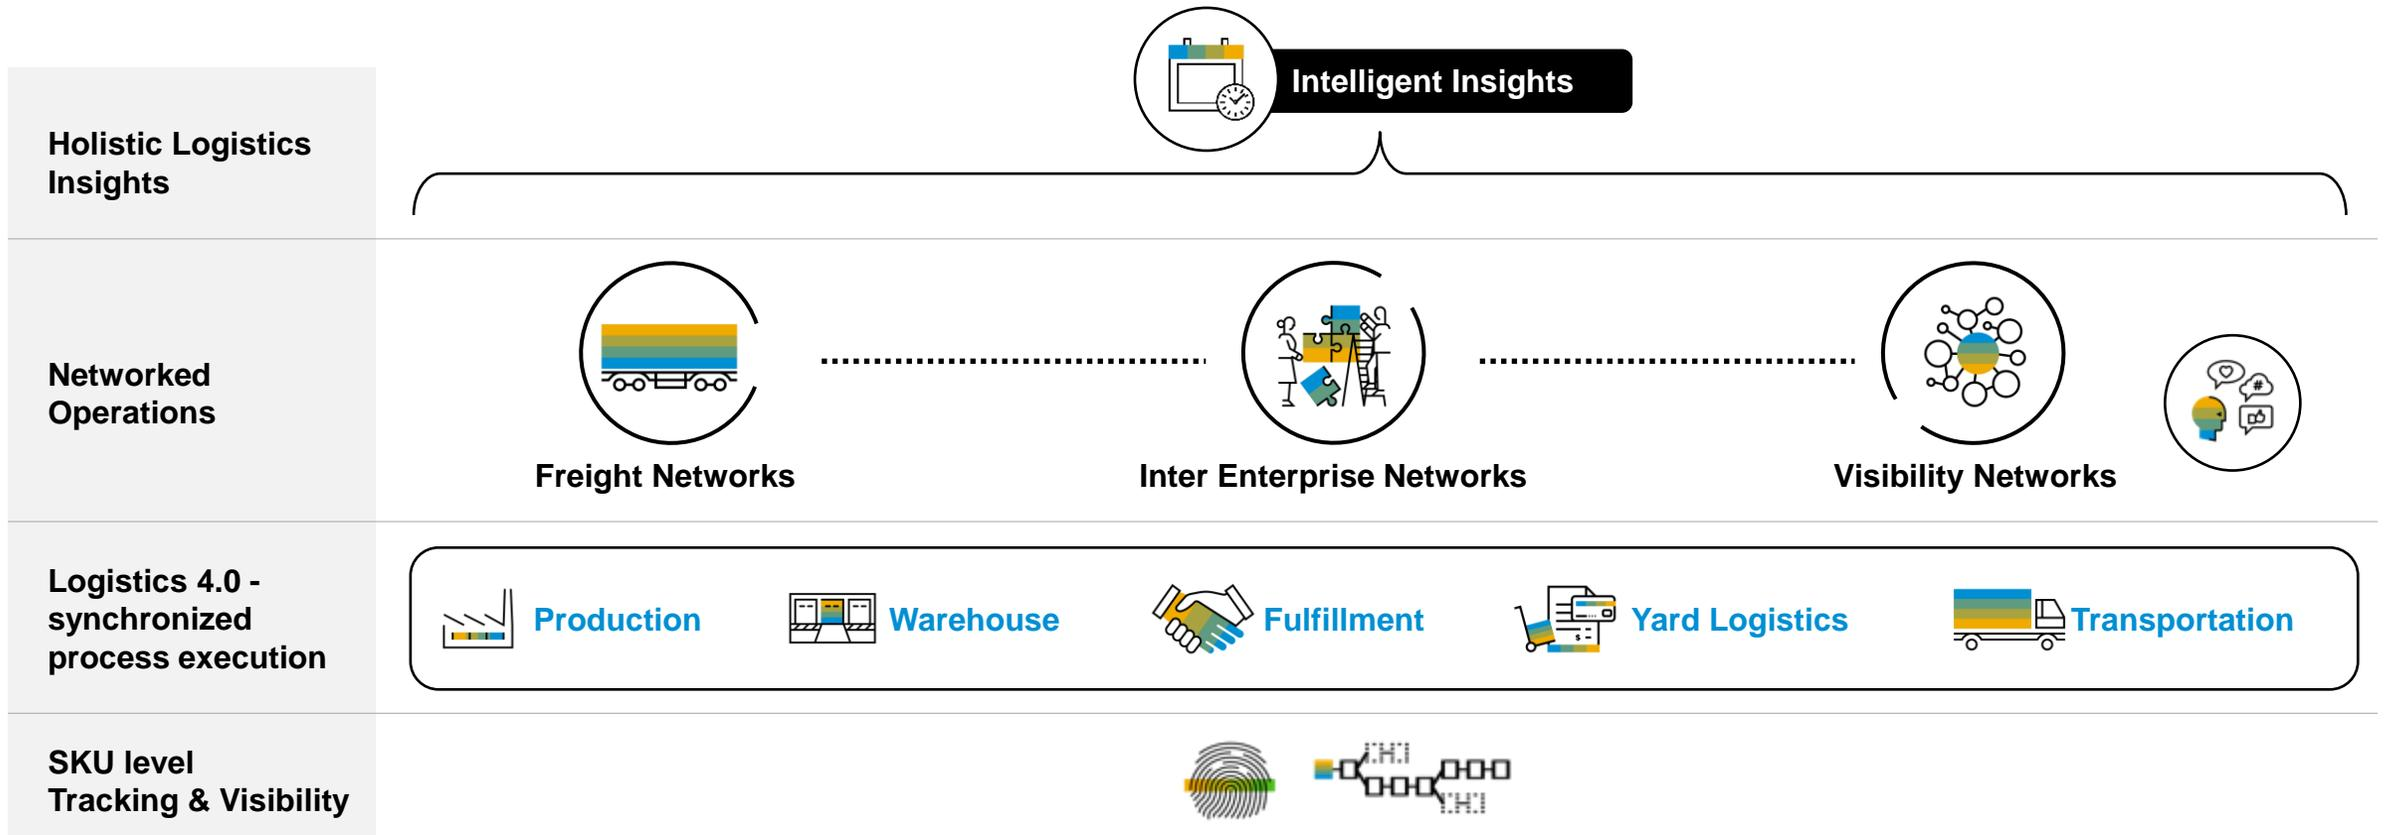 Intelligent Insights
Holistic Logistics
Insights
Networked
Operations
#
Freight Networks
Inter Enterprise Networks
Visibility Networks
Logistics 4.0 -
synchronized
process execution
Production
Warehouse
Fulfillment
$ -
Yard Logistics
Transportation
SKU level
Tracking & Visibility